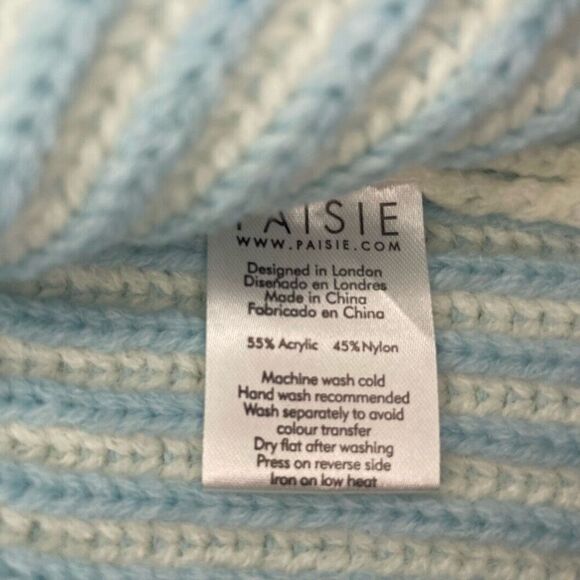 PAISIE
WWW.PAISIE.COM
Designed in London
Diseñado en Londres
Made in China
Fabricado en China
55% Acrylic 45% Nylon
Machine wash cold
Hand wash recommended
Wash separately to avoid
colour transfer
Dry flat after washing
Press on reverse side
Iron on low heat